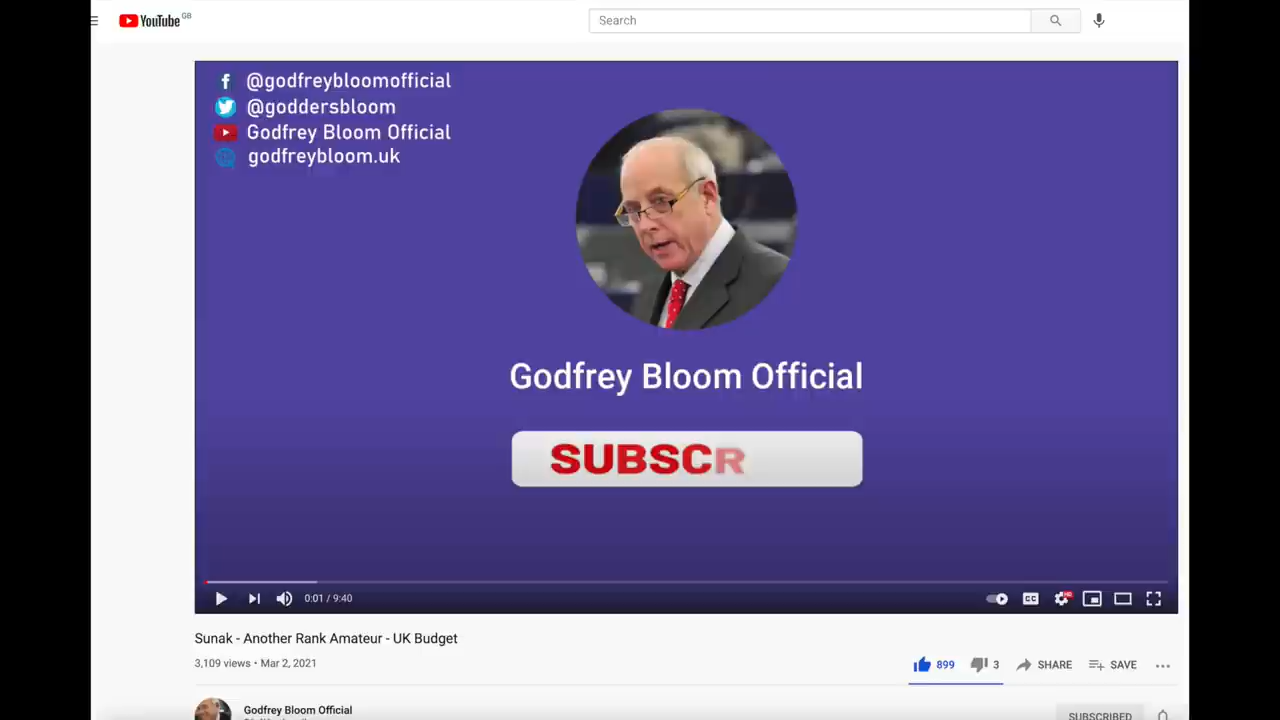 YouTube GB
Search
@godfreybloomofficial
@goddersbloom
Godfrey Bloom Official
godfreybloom.uk
Godfrey Bloom Official
SUBSCR
0:01 / 9:40
CC
HD
Sunak - Another Rank Amateur - UK Budget
3,109 views • Mar 2, 2021
899
3
SHARE
SAVE
Godfrey Bloom Official
SUBSCRIBED